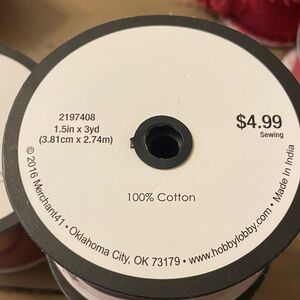 2197408
1.5in x 3yd
(3.81cm x 2.74m)
$4.99
Sewing
100% Cotton
© 2016 Merchant41 • Oklahoma City, OK 73179 • www.hobbylobby.com • Made in India